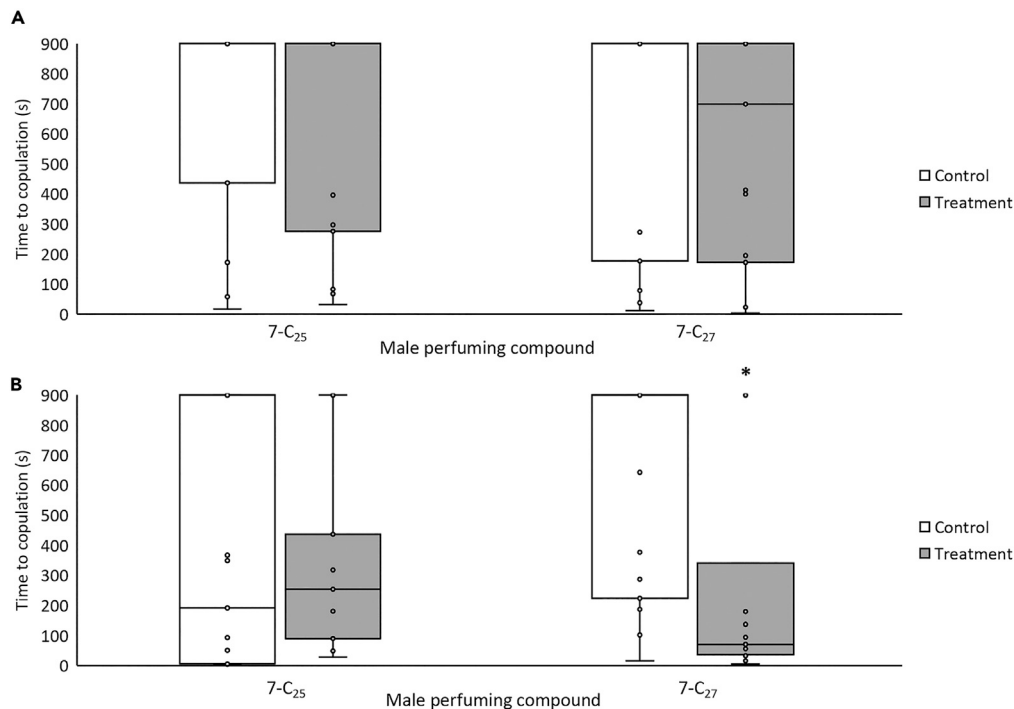 A
Time to copulation (s)
900
800
700
600
500
400
300
200
100
0
7-C₂₅
7-C₂₇
Male perfuming compound
Control
Treatment
B
*
Time to copulation (s)
900
800
700
600
500
400
300
200
100
0
7-C₂₅
7-C₂₇
Male perfuming compound
Control
Treatment